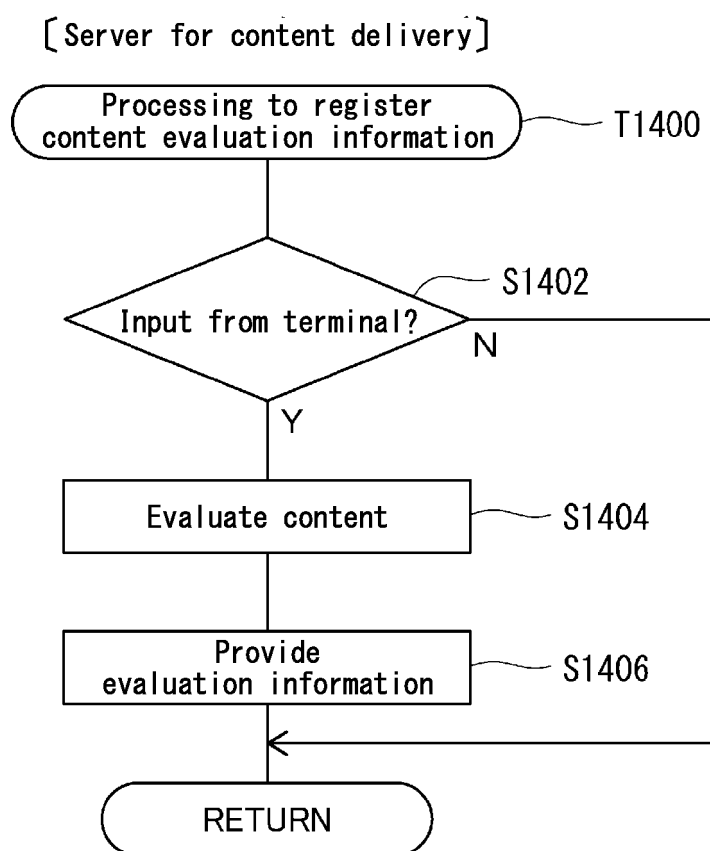 [Server for content delivery]
Processing to register
content evaluation information
T1400
S1402
Input from terminal?
N
Y
Evaluate content
S1404
Provide
evaluation information
S1406
RETURN